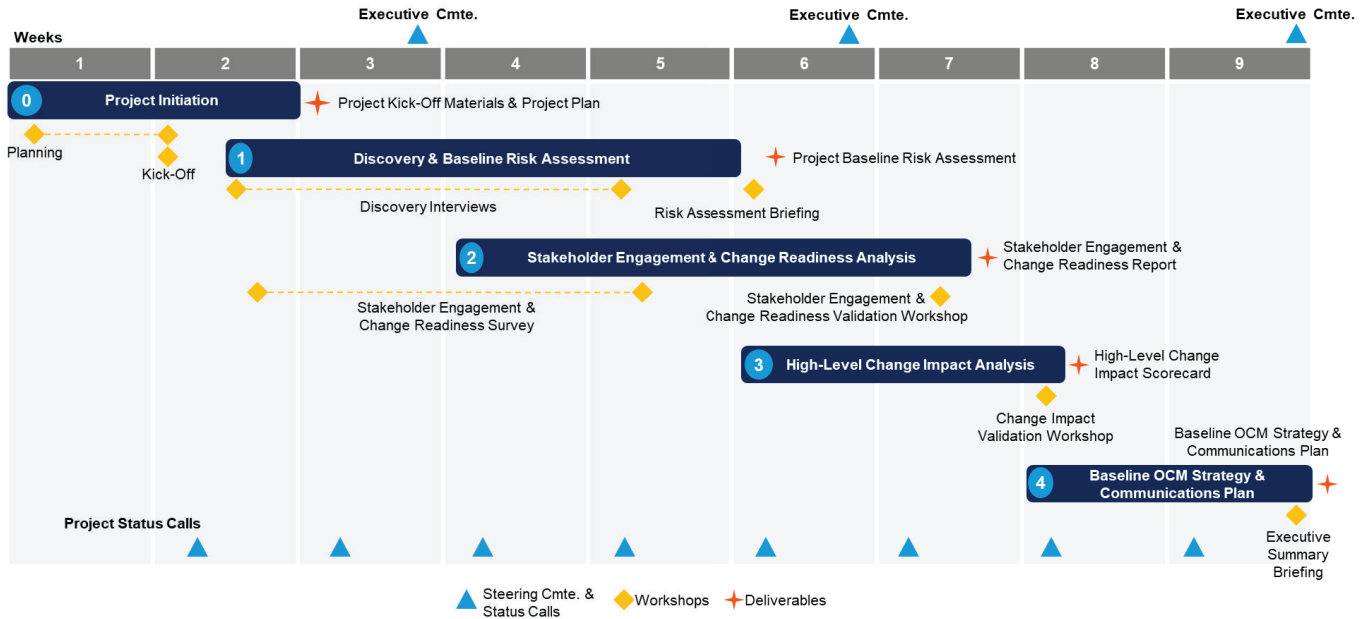 Executive Cmte.
Executive Cmte.
Executive Cmte.
Weeks
1
2
3
4
5
6
7
8
9
0
Project Initiation
Project Kick-Off Materials & Project Plan
Planning
Kick-Off
1
Discovery & Baseline Risk Assessment
Project Baseline Risk Assessment
Discovery Interviews
Risk Assessment Briefing
2
Stakeholder Engagement & Change Readiness Analysis
Stakeholder Engagement &
Change Readiness Report
Stakeholder Engagement &
Change Readiness Survey
Stakeholder Engagement &
Change Readiness Validation Workshop
3
High-Level Change Impact Analysis
High-Level Change
Impact Scorecard
Change Impact
Validation Workshop
Baseline OCM Strategy &
Communications Plan
4
Baseline OCM Strategy &
Communications Plan
Executive
Summary
Briefing
Project Status Calls
Steering Cmte. &
Status Calls
Workshops
Deliverables